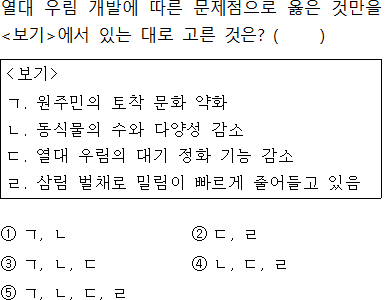 열대 우림 개발에 따른 문제점으로 옳은 것만을
<보기>에서 있는 대로 고른 것은? (     )
<보기>
ㄱ. 원주민의 토착 문화 약화
ㄴ. 동식물의 수와 다양성 감소
ㄷ. 열대 우림의 대기 정화 기능 감소
ㄹ. 삼림 벌채로 밀림이 빠르게 줄어들고 있음
① ㄱ, ㄴ ② ㄷ, ㄹ
③ ㄱ, ㄴ, ㄷ ④ ㄴ, ㄷ, ㄹ
⑤ ㄱ, ㄴ, ㄷ, ㄹ